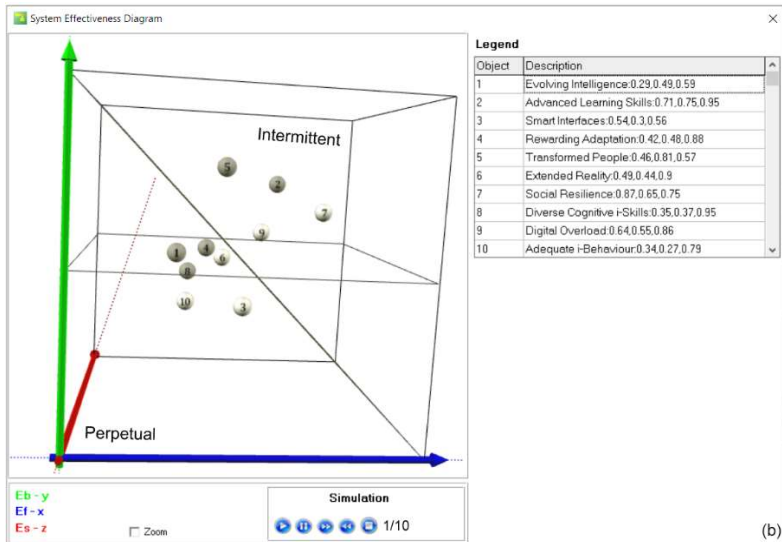 System Effectiveness Diagram
Intermittent
5
2
7
9
1
4
6
8
10
3
Perpetual
Legend
Object Description
1 Evolving Intelligence:0.29,0.49,0.59
2 Advanced Learning Skills:0.71,0.75,0.95
3 Smart Interfaces:0.54,0.3,0.56
4 Rewarding Adaptation:0.42,0.48,0.88
5 Transformed People:0.46,0.81,0.57
6 Extended Reality:0.49,0.44,0.9
7 Social Resilience:0.87,0.65,0.75
8 Diverse Cognitive i-Skills:0.35,0.37,0.95
9 Digital Overload:0.64,0.55,0.86
10 Adequate i-Behaviour:0.34,0.27,0.79
Eb - y
Ef - x
Es - z
Zoom
Simulation
1/10
(b)